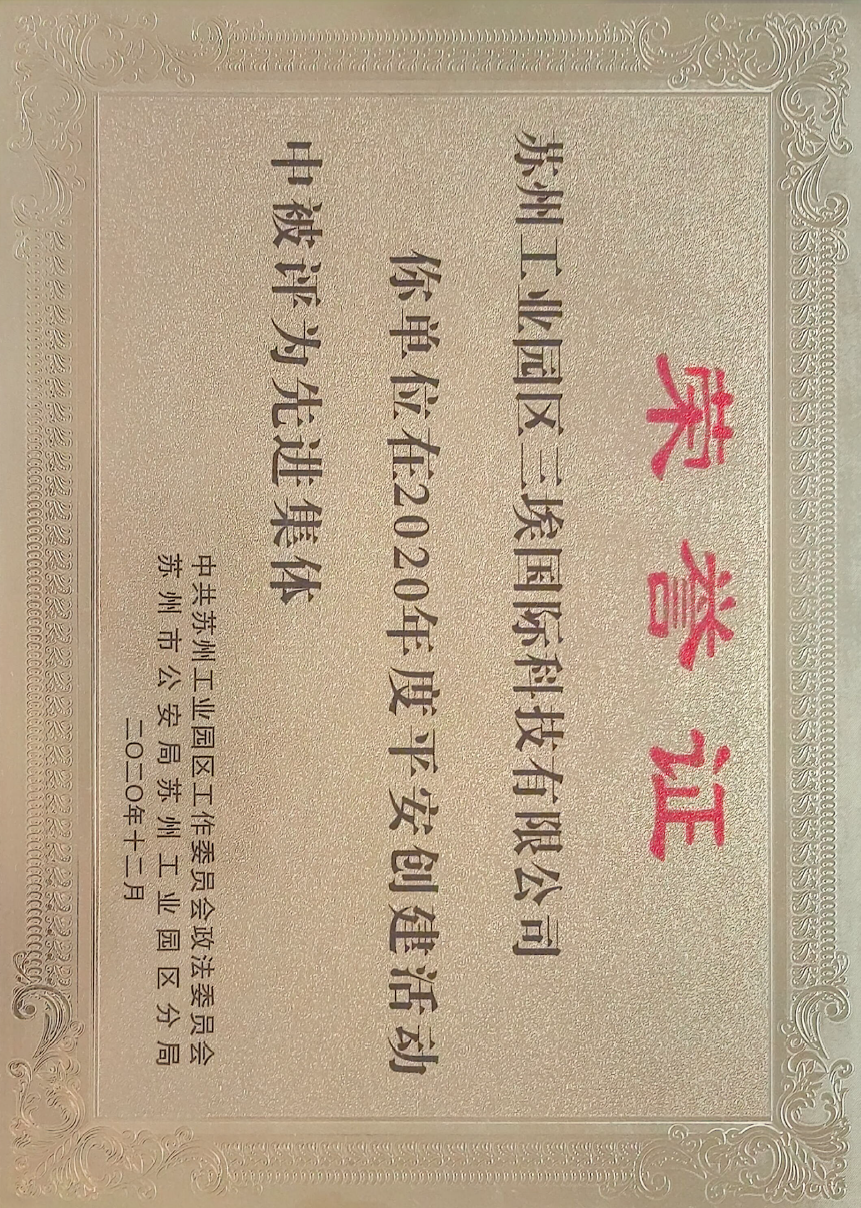 荣誉证
苏州工业园区三埃国际科技有限公司
你单位在2020年度平安创建活动
中被评为先进集体
中共苏州工业园区工作委员会政法委员会
苏州市公安局苏州工业园区分局
二〇二〇年十二月